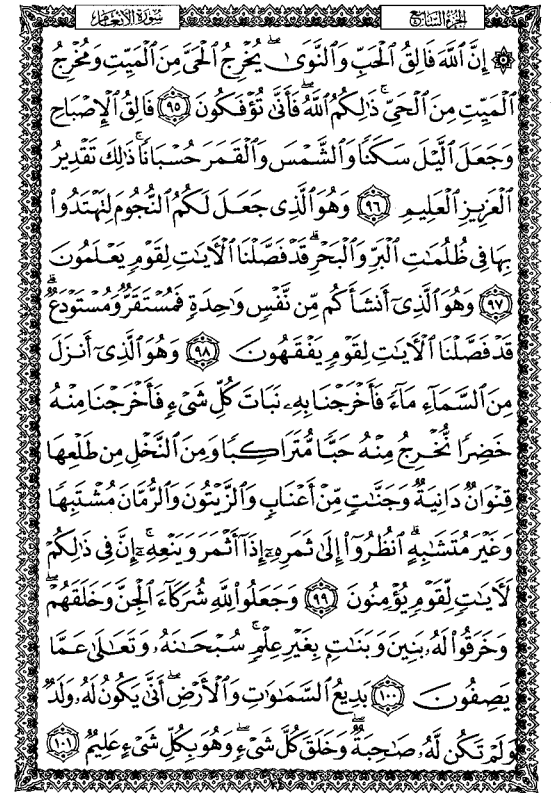 سورة الأنعام
الجزء السابع
۞ إِنَّ ٱللَّهَ فَالِقُ ٱلْحَبِّ وَٱلنَّوَىٰ ۖ يُخْرِجُ ٱلْحَىَّ مِنَ ٱلْمَيِّتِ وَمُخْرِجُ
ٱلْمَيِّتِ مِنَ ٱلْحَىِّ ۚ ذَٰلِكُمُ ٱللَّهُ ۖ فَأَنَّىٰ تُؤْفَكُونَ ٩٥ فَالِقُ ٱلْإِصْبَاحِ
وَجَعَلَ ٱلَّيْلَ سَكَنًا وَٱلشَّمْسَ وَٱلْقَمَرَ حُسْبَانًا ۚ ذَٰلِكَ تَقْدِيرُ
ٱلْعَزِيزِ ٱلْعَلِيمِ ٩٦ وَهُوَ ٱلَّذِى جَعَلَ لَكُمُ ٱلنُّجُومَ لِتَهْتَدُوا۟
بِهَا فِى ظُلُمَٰتِ ٱلْبَرِّ وَٱلْبَحْرِ ۗ قَدْ فَصَّلْنَا ٱلْءَايَٰتِ لِقَوْمٍ يَعْلَمُونَ
٩٧ وَهُوَ ٱلَّذِىٓ أَنشَأَكُم مِّن نَّفْسٍ وَٰحِدَةٍ فَمُسْتَقَرٌّ وَمُسْتَوْدَعٌ ۗ
قَدْ فَصَّلْنَا ٱلْءَايَٰتِ لِقَوْمٍ يَفْقَهُونَ ٩٨ وَهُوَ ٱلَّذِىٓ أَنزَلَ
مِنَ ٱلسَّمَآءِ مَآءً فَأَخْرَجْنَا بِهِۦ نَبَاتَ كُلِّ شَىْءٍ فَأَخْرَجْنَا مِنْهُ
خَضِرًا نُّخْرِجُ مِنْهُ حَبًّا مُّتَرَاكِبًا وَمِنَ ٱلنَّخْلِ مِن طَلْعِهَا
قِنْوَانٌ دَانِيَةٌ وَجَنَّٰتٍ مِّنْ أَعْنَابٍ وَٱلزَّيْتُونَ وَٱلرُّمَّانَ مُشْتَبِهًا
وَغَيْرَ مُتَشَٰبِهٍ ۗ ٱنظُرُوٓا۟ إِلَىٰ ثَمَرِهِۦٓ إِذَآ أَثْمَرَ وَيَنْعِهِۦٓ ۚ إِنَّ فِى ذَٰلِكُمْ
لَءَايَٰتٍ لِّقَوْمٍ يُؤْمِنُونَ ٩٩ وَجَعَلُوا۟ لِلَّهِ شُرَكَآءَ ٱلْجِنَّ وَخَلَقَهُمْ ۖ
وَخَرَقُوا۟ لَهُۥ بَنِينَ وَبَنَٰتٍۭ بِغَيْرِ عِلْمٍ ۚ سُبْحَٰنَهُۥ وَتَعَٰلَىٰ عَمَّا
يَصِفُونَ ١٠٠ بَدِيعُ ٱلسَّمَٰوَٰتِ وَٱلْأَرْضِ ۖ أَنَّىٰ يَكُونُ لَهُۥ وَلَدٌ
وَلَمْ تَكُن لَّهُۥ صَٰحِبَةٌ ۖ وَخَلَقَ كُلَّ شَىْءٍ ۖ وَهُوَ بِكُلِّ شَىْءٍ عَلِيمٌ ١٠١